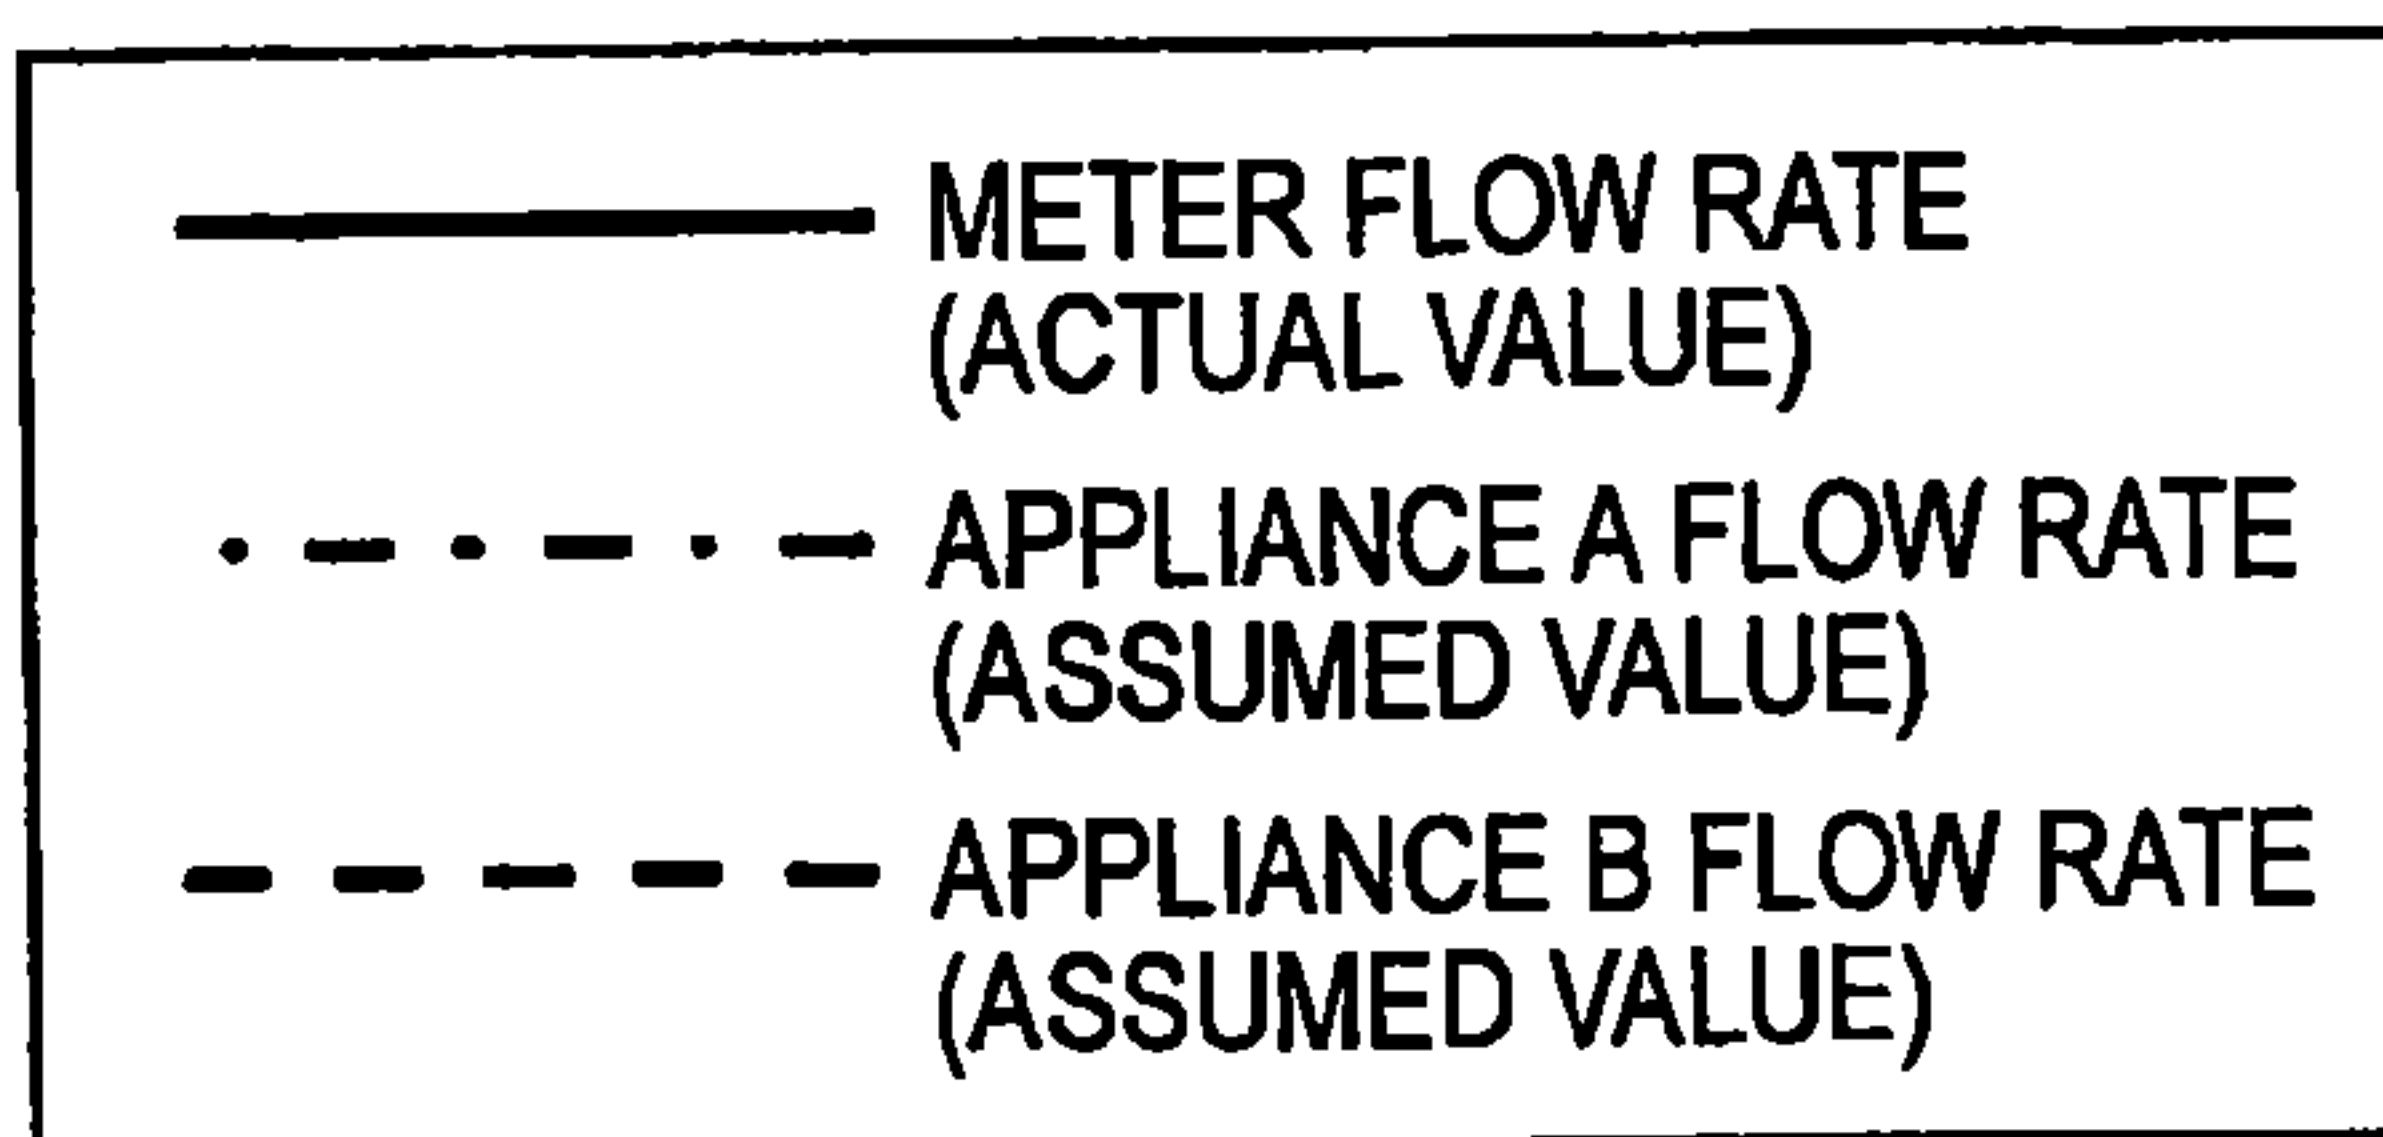 METER FLOW RATE
(ACTUAL VALUE)
APPLIANCE A FLOW RATE
(ASSUMED VALUE)
APPLIANCE B FLOW RATE
(ASSUMED VALUE)